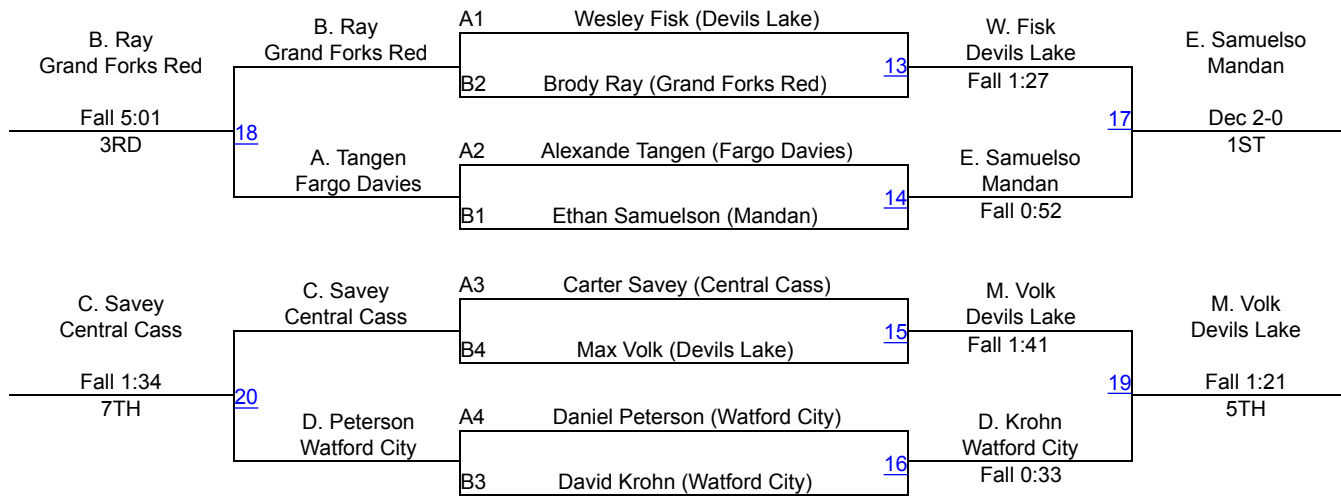 B. Ray
Grand Forks Red
Fall 5:01
3RD
18
B. Ray
Grand Forks Red
A. Tangen
Fargo Davies
A1 Wesley Fisk (Devils Lake)
13
B2 Brody Ray (Grand Forks Red)
A2 Alexande Tangen (Fargo Davies)
14
B1 Ethan Samuelson (Mandan)
W. Fisk
Devils Lake
Fall 1:27
17
E. Samuelso
Mandan
Fall 0:52
E. Samuelso
Mandan
Dec 2-0
1ST
C. Savey
Central Cass
Fall 1:34
7TH
20
C. Savey
Central Cass
D. Peterson
Watford City
A3 Carter Savey (Central Cass)
15
B4 Max Volk (Devils Lake)
A4 Daniel Peterson (Watford City)
16
B3 David Krohn (Watford City)
M. Volk
Devils Lake
Fall 1:41
19
D. Krohn
Watford City
Fall 0:33
M. Volk
Devils Lake
Fall 1:21
5TH